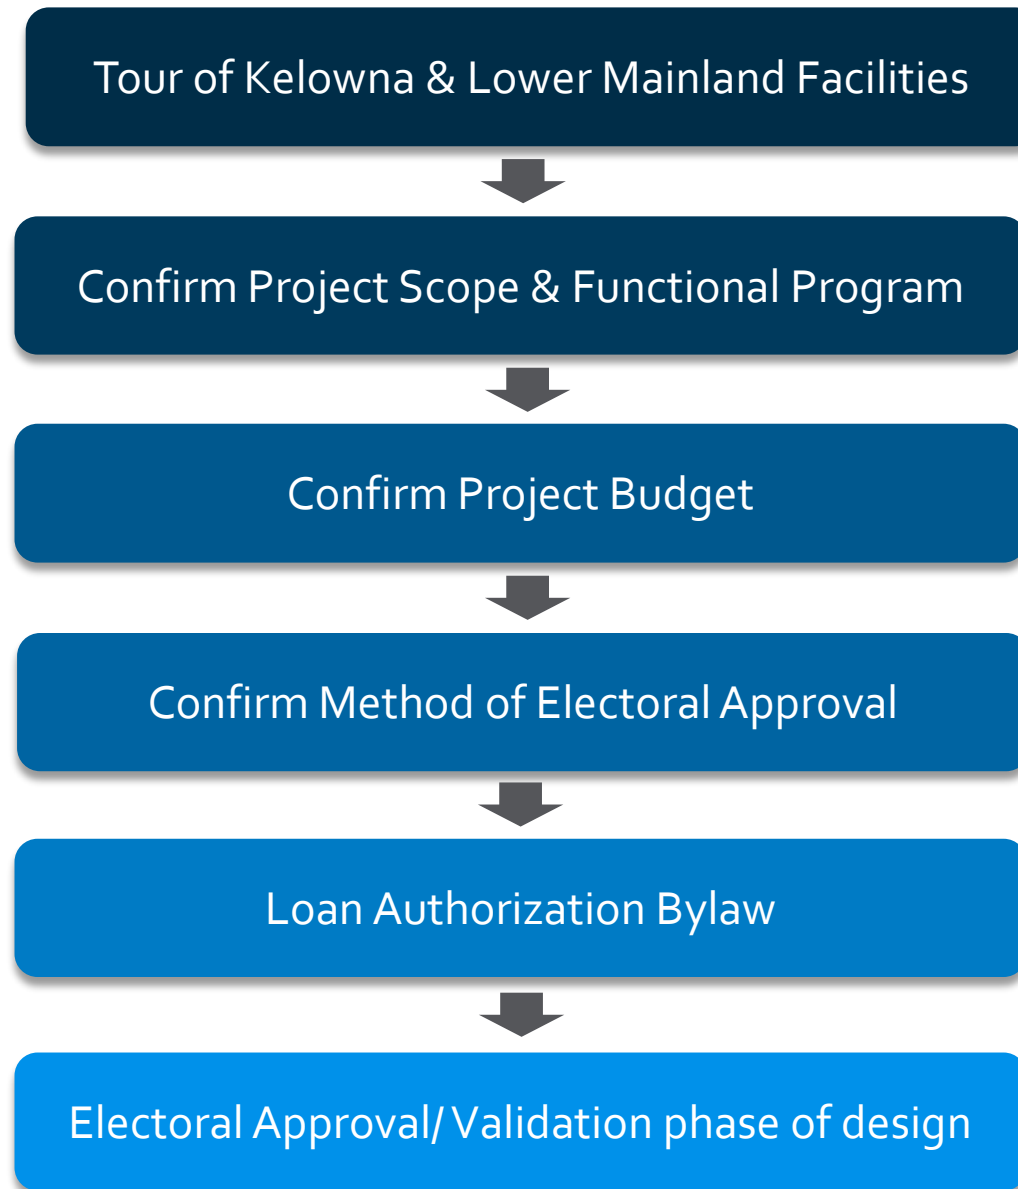 Tour of Kelowna & Lower Mainland Facilities
Confirm Project Scope & Functional Program
Confirm Project Budget
Confirm Method of Electoral Approval
Loan Authorization Bylaw
Electoral Approval/ Validation phase of design